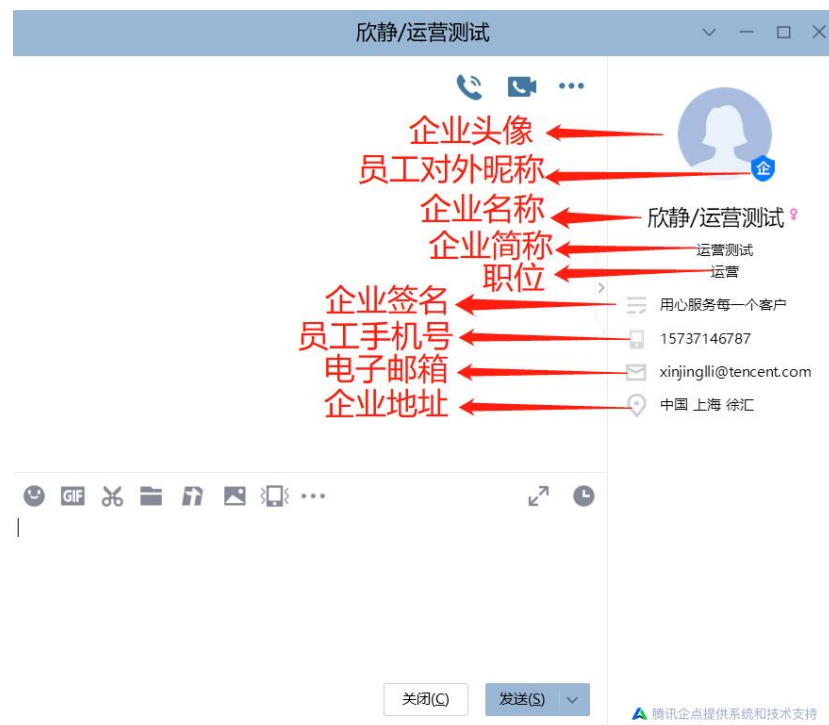 欣静/运营测试
企业头像
员工对外昵称
企
企业名称
欣静/运营测试
企业简称
运营测试
职位
运营
企业签名
用心服务每一个客户
员工手机号
15737146787
电子邮箱
xinjinglli@tencent.com
企业地址
中国 上海 徐汇
GIF
关闭(C)
发送(S)
腾讯企点提供系统和技术支持